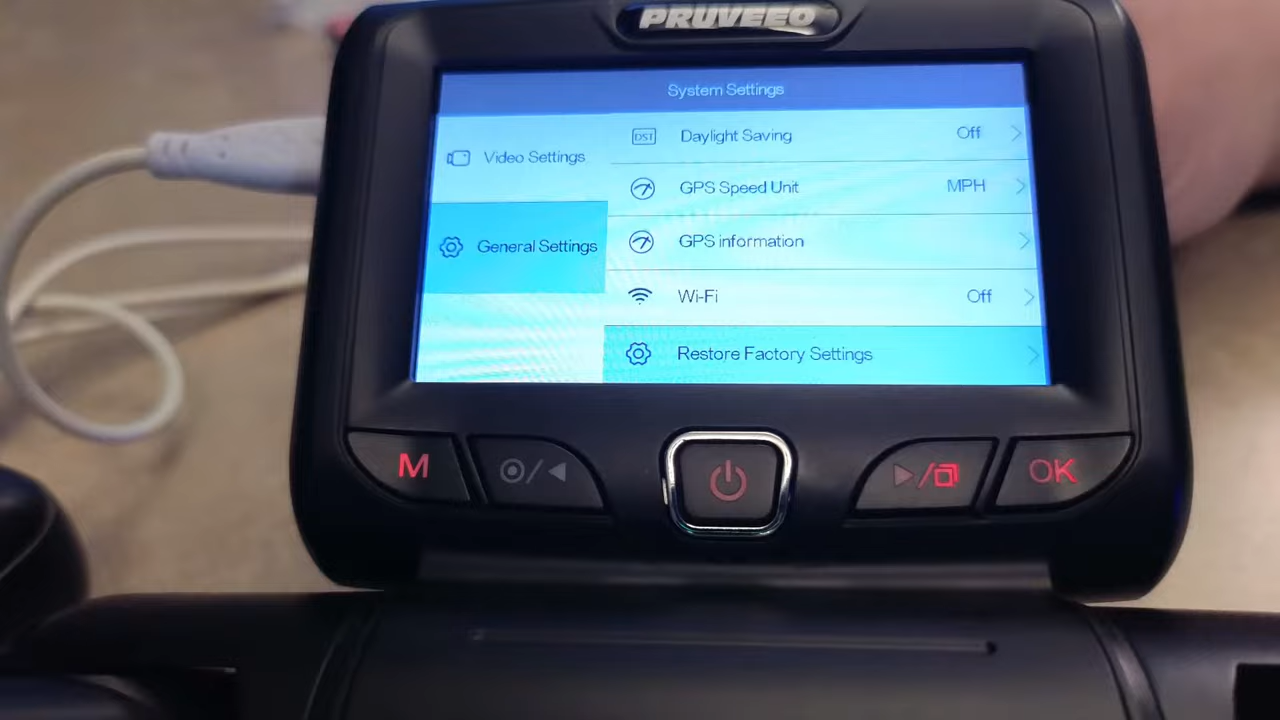 PRUVEEO
System Settings
Video Settings
General Settings
DST Daylight Saving Off
GPS Speed Unit MPH
GPS information
Wi-Fi Off
Restore Factory Settings
M
OK